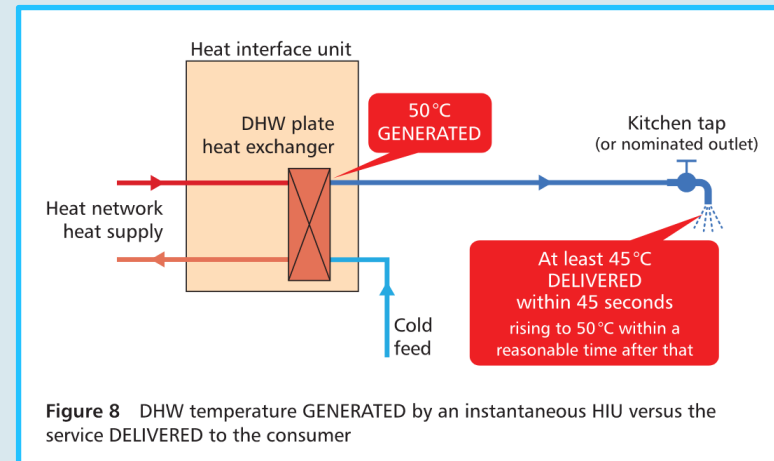 Heat interface unit
DHW plate
heat exchanger
50 °C
GENERATED
Kitchen tap
(or nominated outlet)
Heat network
heat supply
At least 45 °C
DELIVERED
within 45 seconds
rising to 50 °C within a
reasonable time after that
Cold
feed
Figure 8 DHW temperature GENERATED by an instantaneous HIU versus the
service DELIVERED to the consumer